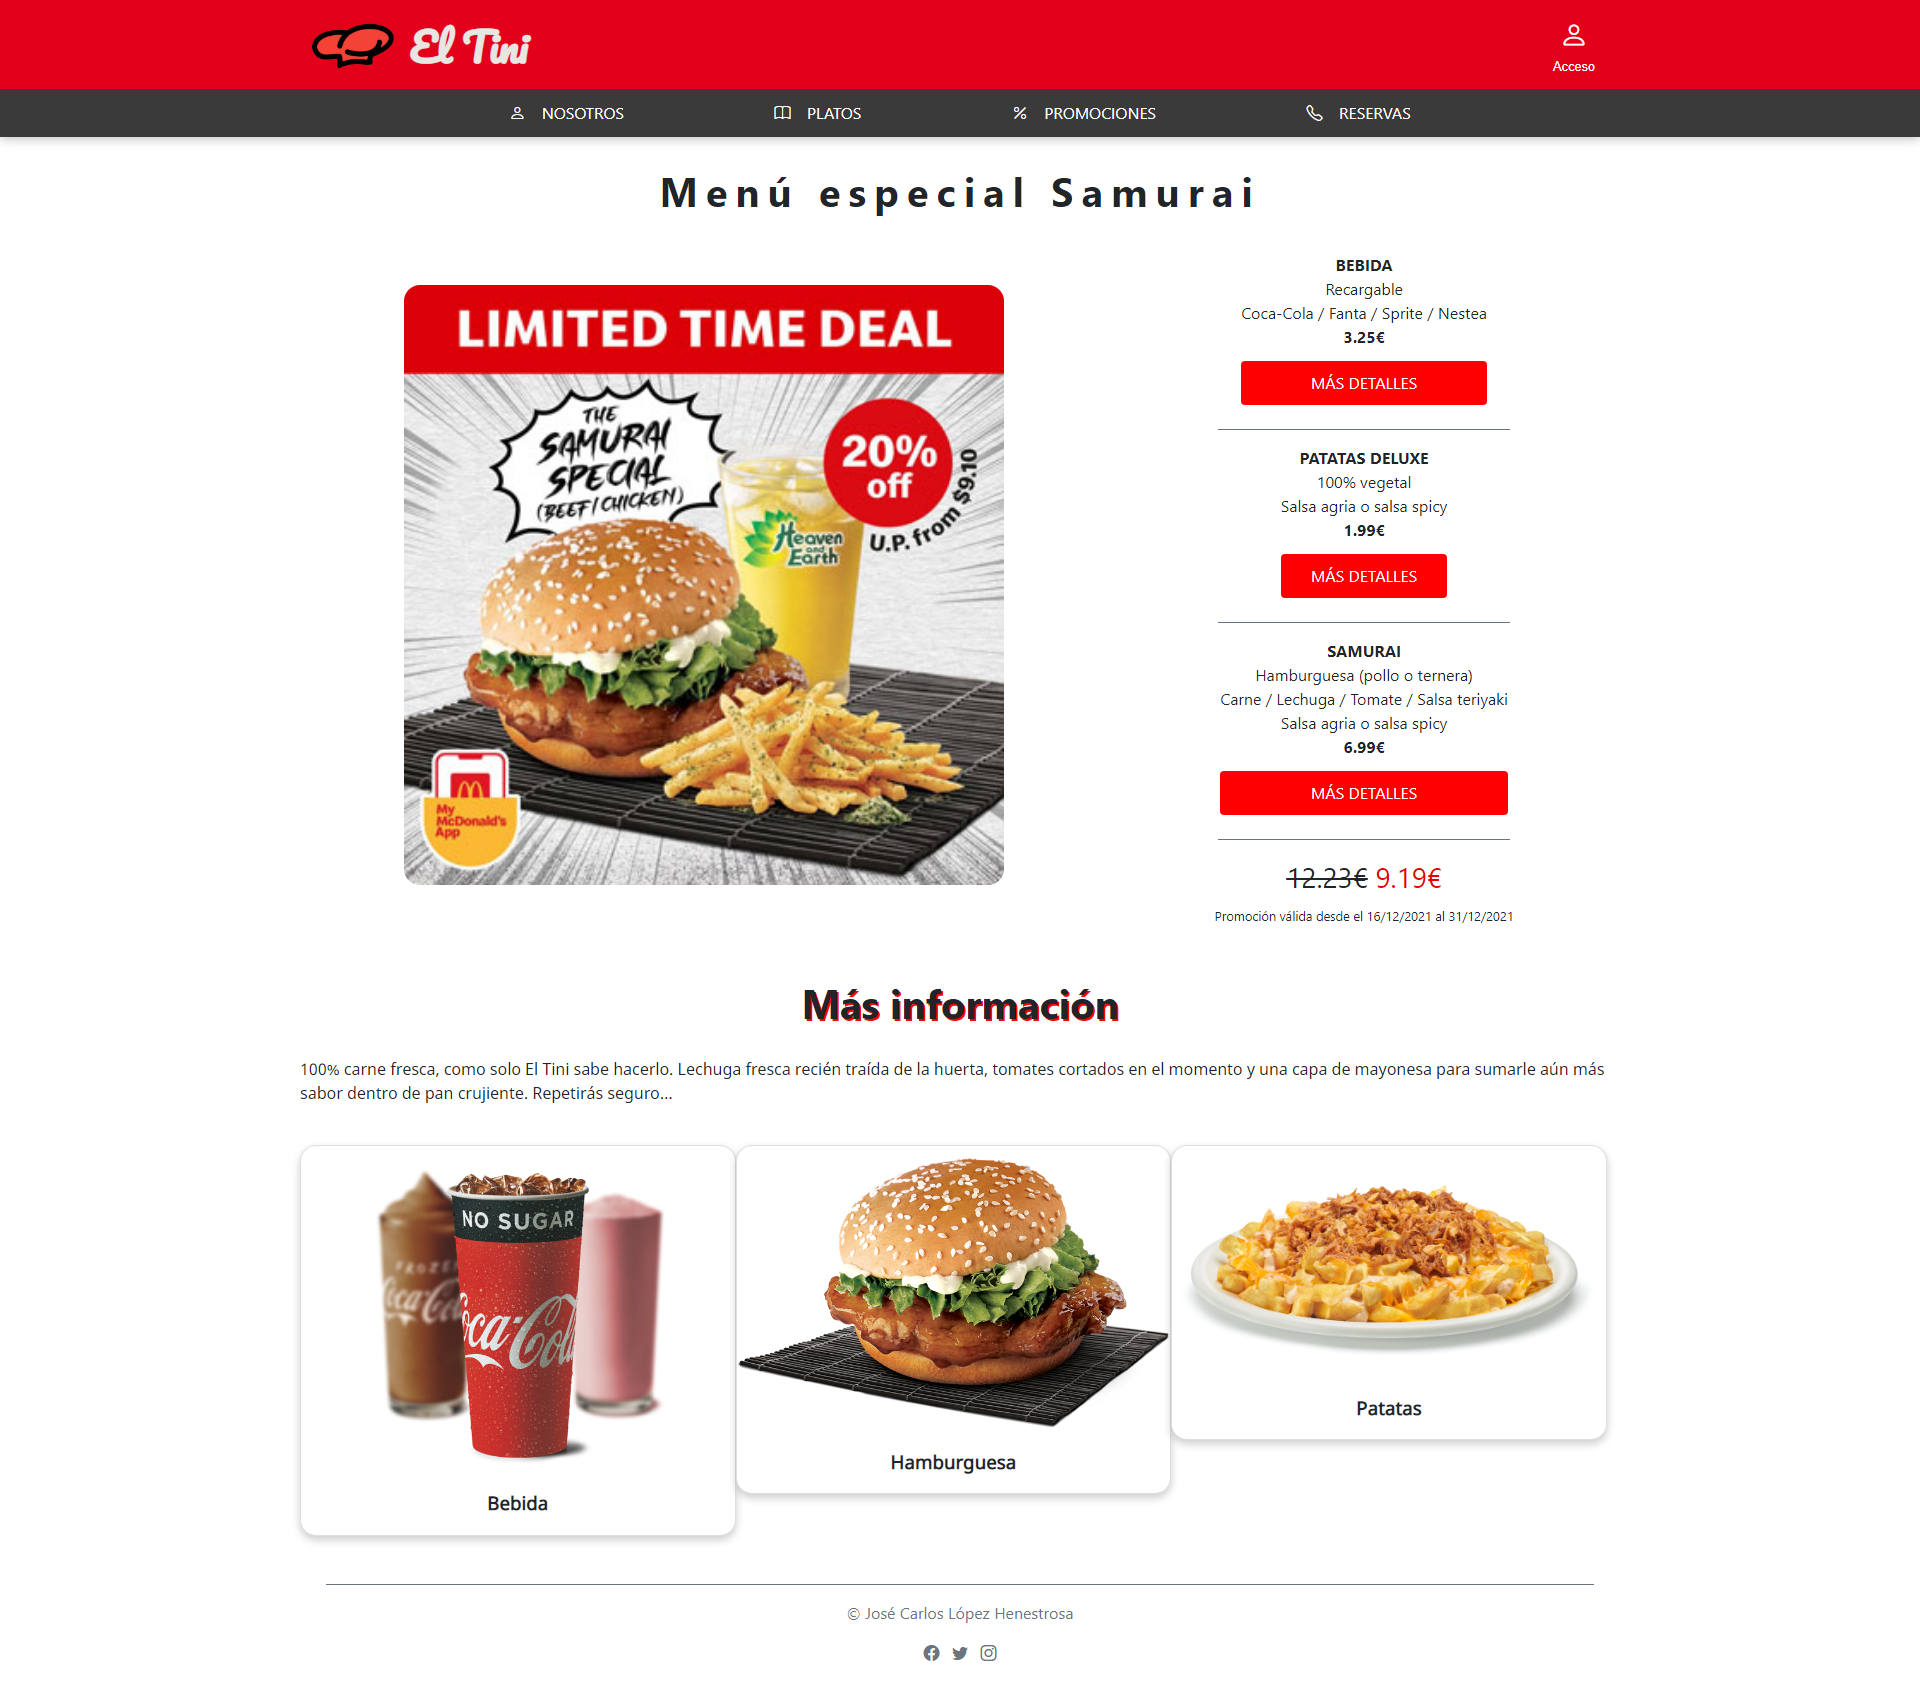 El Tini
Acceso
NOSOTROS
PLATOS
PROMOCIONES
RESERVAS
Menú especial Samurai
LIMITED TIME DEAL
THE
SAMURAI
SPECIAL
(BEEF/CHICKEN)
20%
off
U.P. from $9.10
Heaven
and
Earth
My
McDonald's
App
BEBIDA
Recargable
Coca-Cola / Fanta / Sprite / Nestea
3.25€
MÁS DETALLES
PATATAS DELUXE
100% vegetal
Salsa agria o salsa spicy
1.99€
MÁS DETALLES
SAMURAI
Hamburguesa (pollo o ternera)
Carne / Lechuga / Tomate / Salsa teriyaki
Salsa agria o salsa spicy
6.99€
MÁS DETALLES
12.23€ 9.19€
Promoción válida desde el 16/12/2021 al 31/12/2021
Más información
100% carne fresca, como solo El Tini sabe hacerlo. Lechuga fresca recién traída de la huerta, tomates cortados en el momento y una capa de mayonesa para sumarle aún más
sabor dentro de pan crujiente. Repetirás seguro...
NO SUGAR
FROZEN
Coca-Cola
Coca-Cola
Bebida
Hamburguesa
Patatas
© José Carlos López Henestrosa